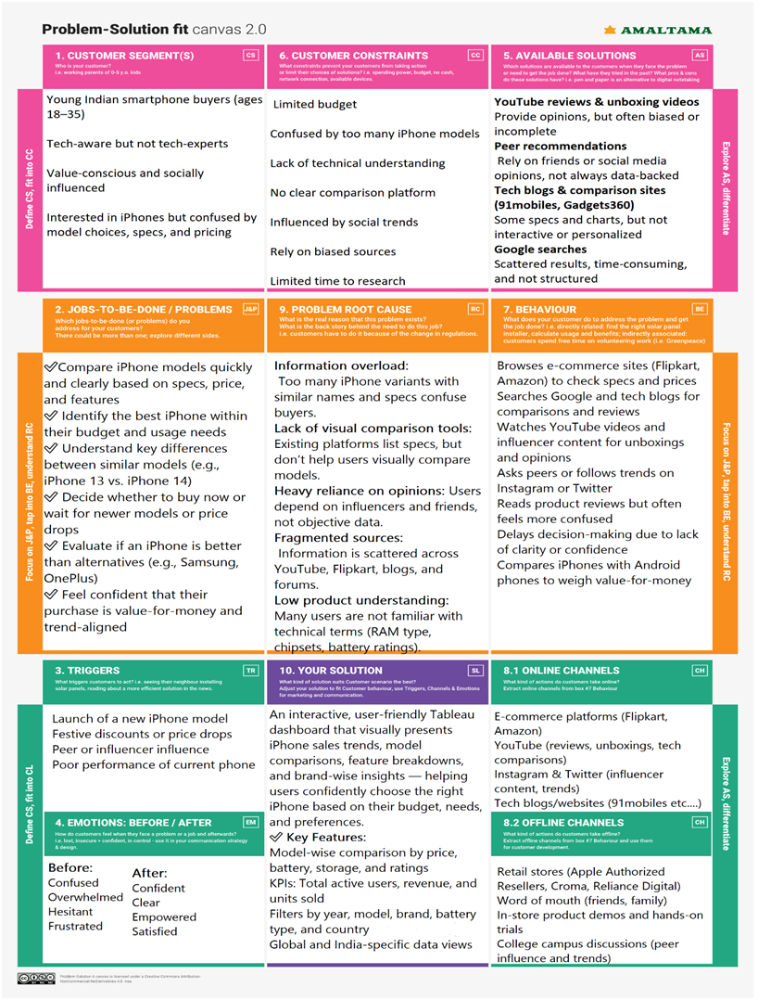 Problem-Solution fit canvas 2.0
AMALTAMA
1. CUSTOMER SEGMENT(S)
CS
Who is your customer?
i.e. working parents of 0-5 y.o. kids
Young Indian smartphone buyers (ages
18–35)
Tech-aware but not tech-experts
Value-conscious and socially
influenced
Interested in iPhones but confused by
model choices, specs, and pricing
Define CS, fit into CC
6. CUSTOMER CONSTRAINTS
CC
What constraints prevent your customers from taking action
or limit their choices of solutions? i.e. spending power, budget, no cash,
network connection, available devices.
Limited budget
Confused by too many iPhone models
Lack of technical understanding
No clear comparison platform
Influenced by social trends
Rely on biased sources
Limited time to research
5. AVAILABLE SOLUTIONS
AS
Which solutions are available to the customers when they face the problem
or need to get the job done? What have they tried in the past? What pros & cons
do these solutions have? i.e. pen and paper is an alternative to digital notetaking
YouTube reviews & unboxing videos
Provide opinions, but often biased or
incomplete
Peer recommendations
Rely on friends or social media
opinions, not always data-backed
Tech blogs & comparison sites
(91mobiles, Gadgets360)
Some specs and charts, but not
interactive or personalized
Google searches
Scattered results, time-consuming,
and not structured
Explore AS, differentiate
2. JOBS-TO-BE-DONE / PROBLEMS
J&P
Which jobs-to-be-done (or problems) do you
address for your customers?
There could be more than one; explore different sides.
✓Compare iPhone models quickly
and clearly based on specs, price,
and features
✓ Identify the best iPhone within
their budget and usage needs
✓ Understand key differences
between similar models (e.g.,
iPhone 13 vs. iPhone 14)
✓ Decide whether to buy now or
wait for newer models or price
drops
✓ Evaluate if an iPhone is better
than alternatives (e.g., Samsung,
OnePlus)
✓ Feel confident that their
purchase is value-for-money and
trend-aligned
Focus on J&P, tap into BE, understand RC
9. PROBLEM ROOT CAUSE
RC
What is the real reason that this problem exists?
What is the back story behind the need to do this job?
i.e. customers have to do it because of the change in regulations.
Information overload:
Too many iPhone variants with
similar names and specs confuse
buyers.
Lack of visual comparison tools:
Existing platforms list specs, but
don’t help users visually compare
models.
Heavy reliance on opinions: Users
depend on influencers and friends,
not objective data.
Fragmented sources:
Information is scattered across
YouTube, Flipkart, blogs, and
forums.
Low product understanding:
Many users are not familiar with
technical terms (RAM type,
chipsets, battery ratings).
7. BEHAVIOUR
BE
What does your customer do to address the problem and get
the job done? i.e. directly related: find the right solar panel
installer, calculate usage and benefits; indirectly associated:
customers spend free time on volunteering work (i.e. Greenpeace)
Browses e-commerce sites (Flipkart,
Amazon) to check specs and prices
Searches Google and tech blogs for
comparisons and reviews
Watches YouTube videos and
influencer content for unboxings
and opinions
Asks peers or follows trends on
Instagram or Twitter
Reads product reviews but often
feels more confused
Delays decision-making due to lack
of clarity or confidence
Compares iPhones with Android
phones to weigh value-for-money
Focus on J&P, tap into BE, understand RC
3. TRIGGERS
TR
What triggers customers to act? i.e. seeing their neighbour installing
solar panels, reading about a more efficient solution in the news.
Launch of a new iPhone model
Festive discounts or price drops
Peer or influencer influence
Poor performance of current phone
Define CS, fit into CL
4. EMOTIONS: BEFORE / AFTER
EM
How do customers feel when they face a problem or a job and afterwards?
i.e. lost, insecure > confident, in control - use it in your communication strategy
& design.
Before:
Confused
Overwhelmed
Hesitant
Frustrated
After:
Confident
Clear
Empowered
Satisfied
10. YOUR SOLUTION
SL
What kind of solution suits Customer scenario the best?
Adjust your solution to fit Customer behaviour, use Triggers, Channels & Emotions
for marketing and communication.
An interactive, user-friendly Tableau
dashboard that visually presents
iPhone sales trends, model
comparisons, feature breakdowns,
and brand-wise insights — helping
users confidently choose the right
iPhone based on their budget, needs,
and preferences.
✓ Key Features:
Model-wise comparison by price,
battery, storage, and ratings
KPIs: Total active users, revenue, and
units sold
Filters by year, model, brand, battery
type, and country
Global and India-specific data views
8.1 ONLINE CHANNELS
CH
What kind of actions do customers take online?
Extract online channels from box #7 Behaviour
E-commerce platforms (Flipkart,
Amazon)
YouTube (reviews, unboxings, tech
comparisons)
Instagram & Twitter (influencer
content, trends)
Tech blogs/websites (91mobiles etc....)
8.2 OFFLINE CHANNELS
CH
What kind of actions do customers take offline?
Extract offline channels from box #7 Behaviour and use them
for customer development.
Retail stores (Apple Authorized
Resellers, Croma, Reliance Digital)
Word of mouth (friends, family)
In-store product demos and hands-on
trials
College campus discussions (peer
influence and trends)
Explore AS, differentiate
Problem-Solution fit canvas is licensed under a Creative Commons Attribution-
NonCommercial-NoDerivatives 4.0